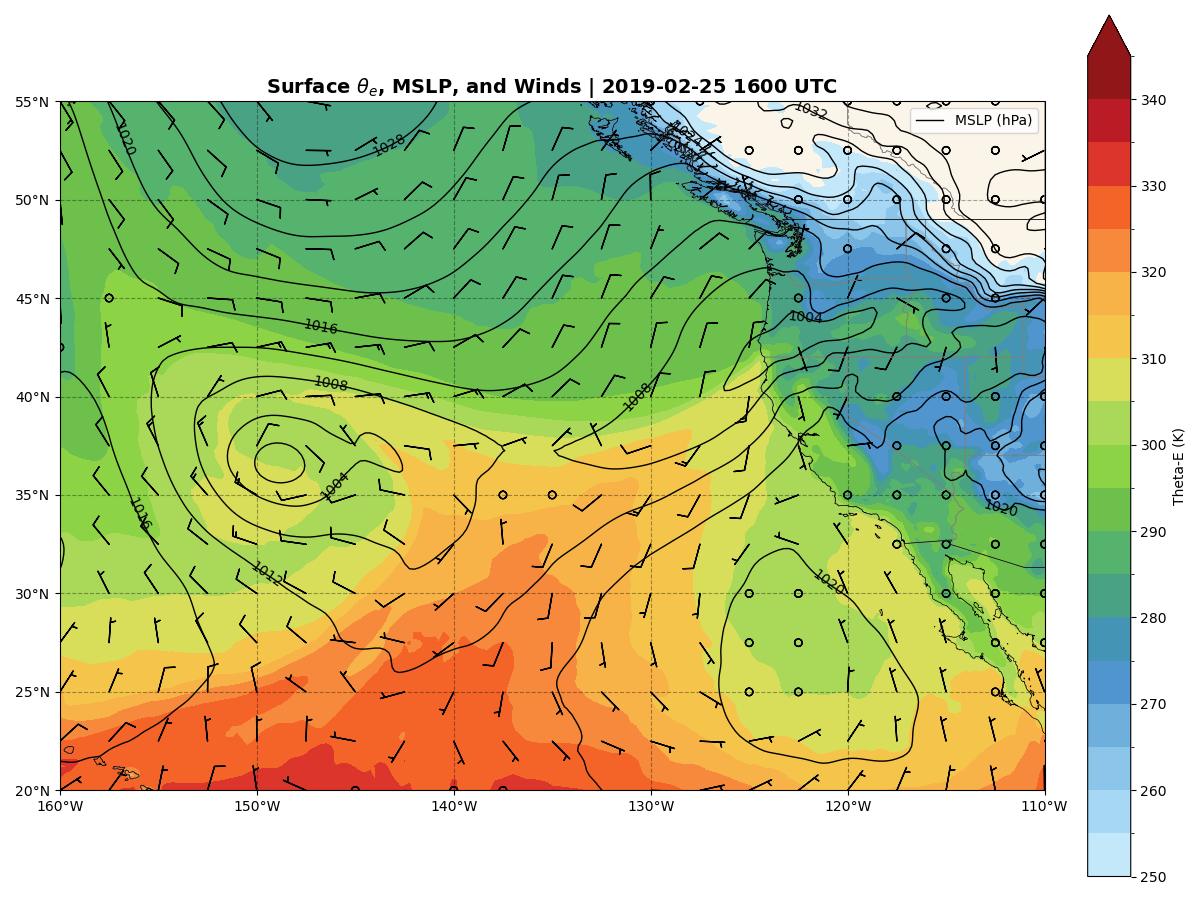 Surface θe, MSLP, and Winds | 2019-02-25 1600 UTC
MSLP (hPa)
55°N
50°N
45°N
40°N
35°N
30°N
25°N
20°N
160°W
150°W
140°W
130°W
120°W
110°W
1020
1028
1032
1024
1016
1008
1004
1008
1004
1016
1012
1020
1020
340
330
320
310
300
290
280
270
260
250
Theta-E (K)